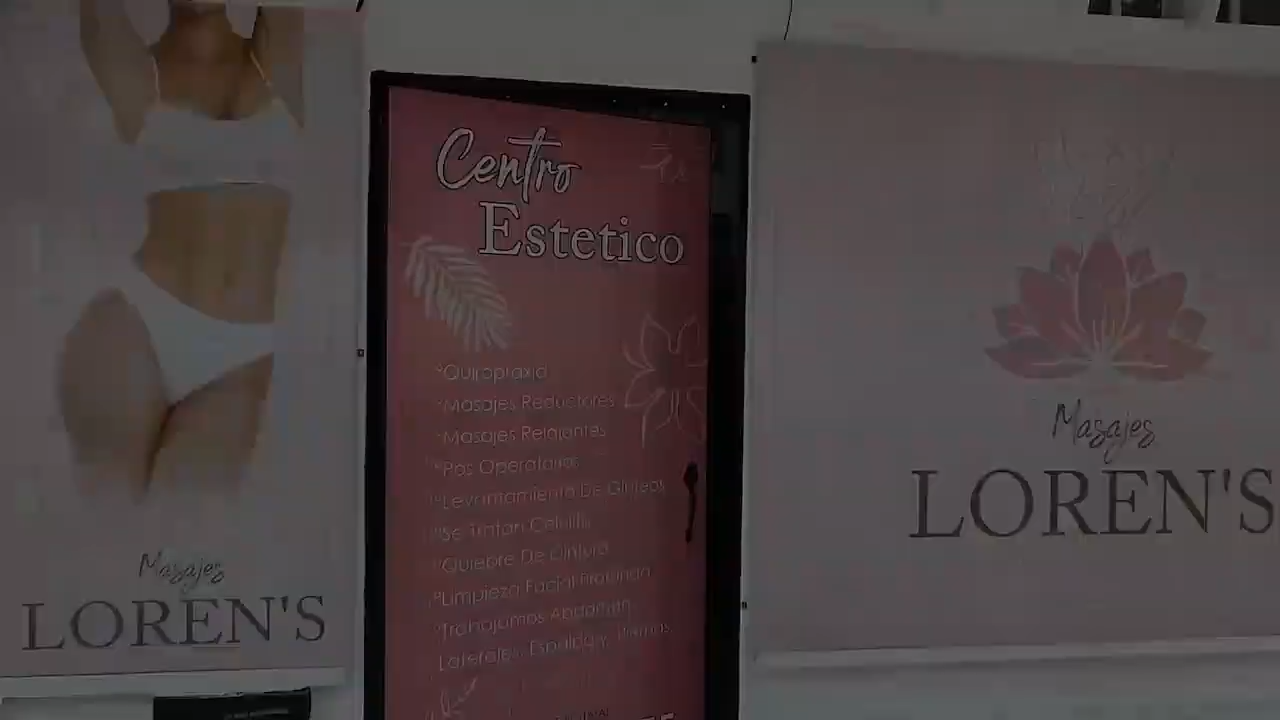 Centro
Estetico
*Quiropraxia
*Masajes Reductores
*Masajes Relajantes
*Pos Operatorios
*Levantamiento De Gluteos
*Se Tratan Celulitis
*Quiebre De Cintura
*Limpieza Facial Profunda
*Trabajamos Abdomen
Laterales, Espalda y Piernas
Masajes
LOREN'S
Masajes
LOREN'S